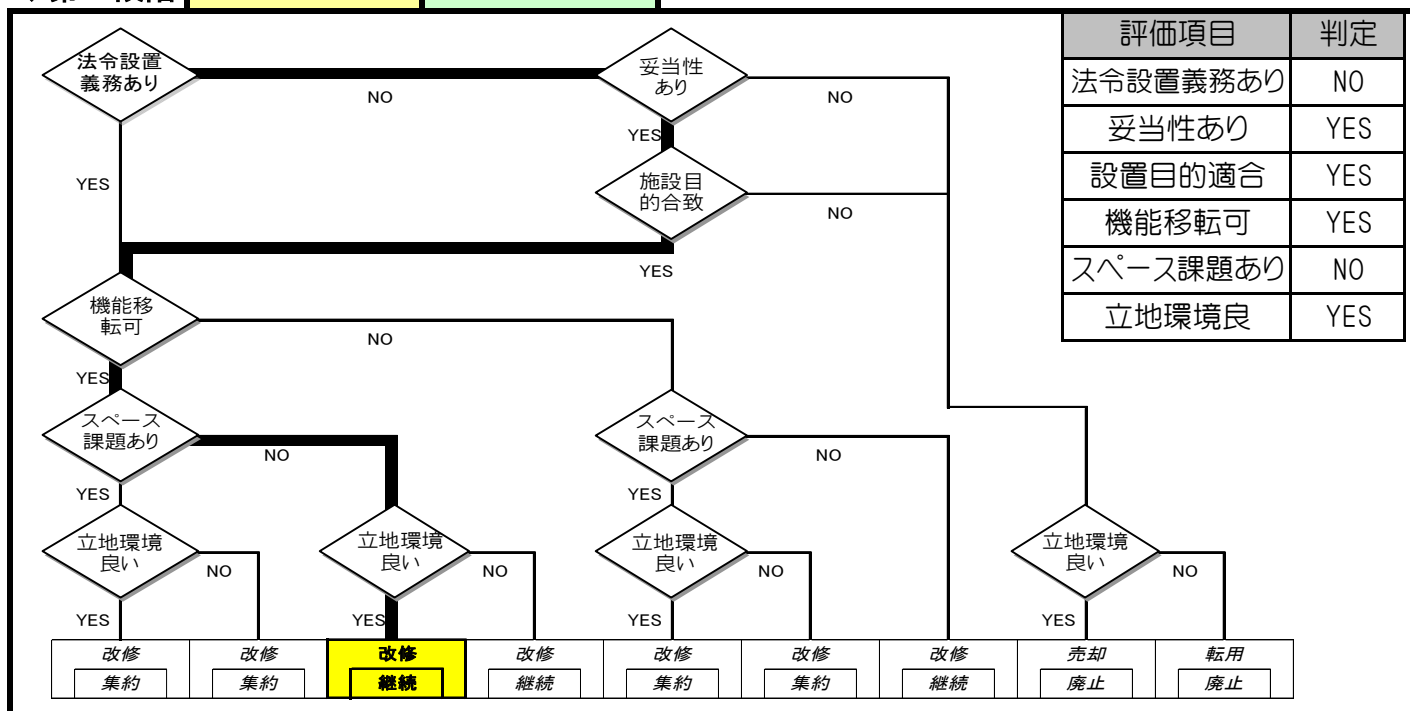 法令設置
義務あり
NO
妥当性
あり
NO
YES
YES
施設目
的合致
NO
YES
機能移
転可
NO
YES
スペース
課題あり
NO
YES
スペース
課題あり
NO
YES
立地環境
良い
NO
YES
立地環境
良い
NO
YES
立地環境
良い
NO
YES
立地環境
良い
NO
YES
改修 改修 改修 改修 改修 改修 改修 売却 転用
集約 集約 継続 継続 集約 集約 継続 廃止 廃止
評価項目 判定
法令設置義務あり NO
妥当性あり YES
設置目的適合 YES
機能移転可 YES
スペース課題あり NO
立地環境良 YES